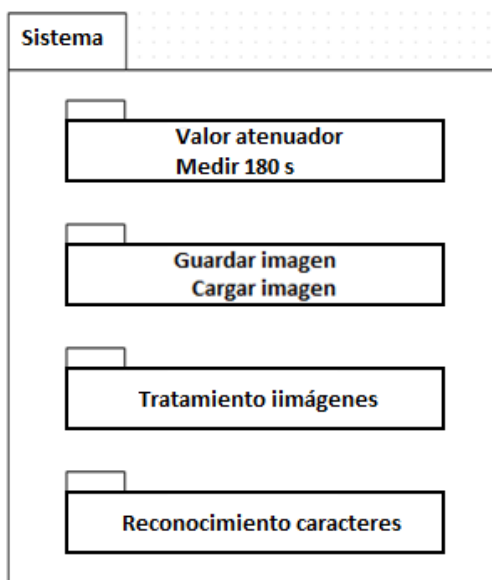 Sistema
Valor atenuador
Medir 180 s
Guardar imagen
Cargar imagen
Tratamiento iimágenes
Reconocimiento caracteres